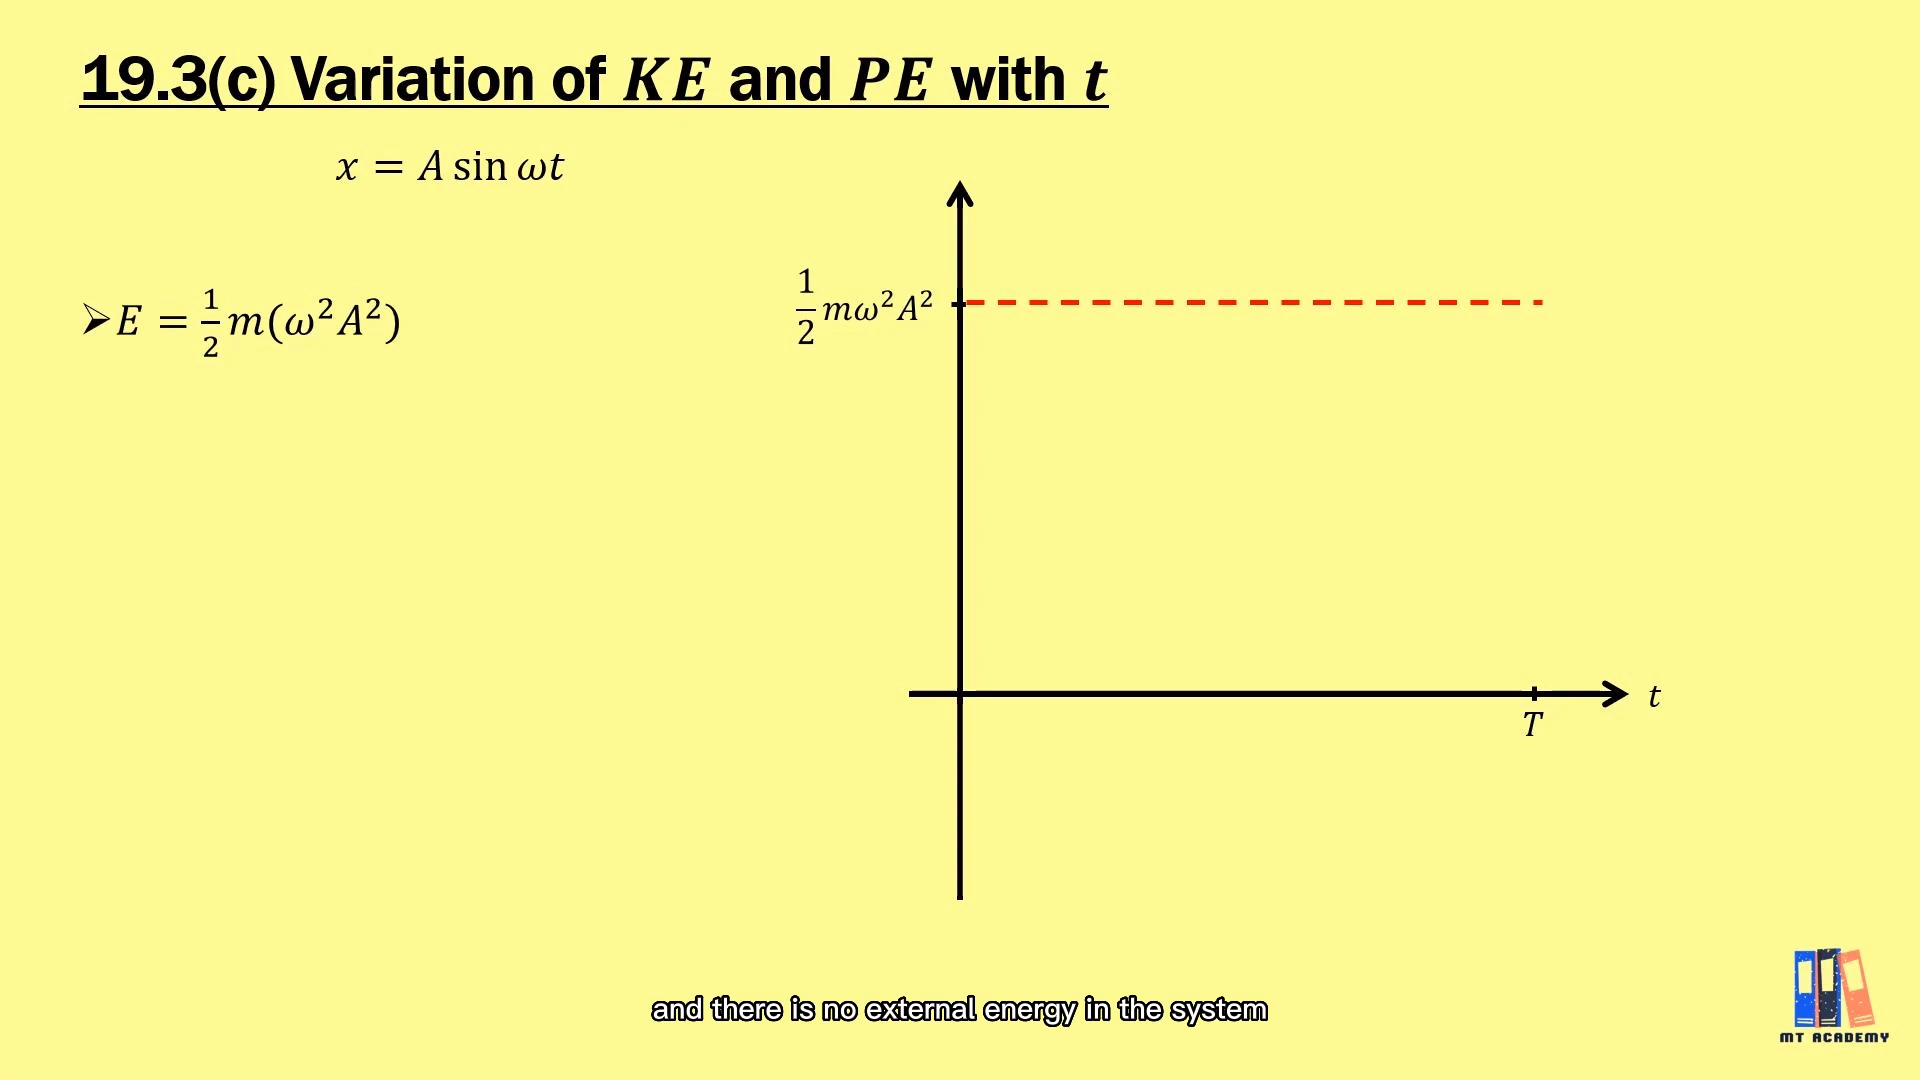 19.3(c) Variation of KE and PE with t
x = A sin ωt
➢E = 1/2 m(ω²A²)
1/2 mω²A²
t
T
and there is no external energy in the system
MT ACADEMY